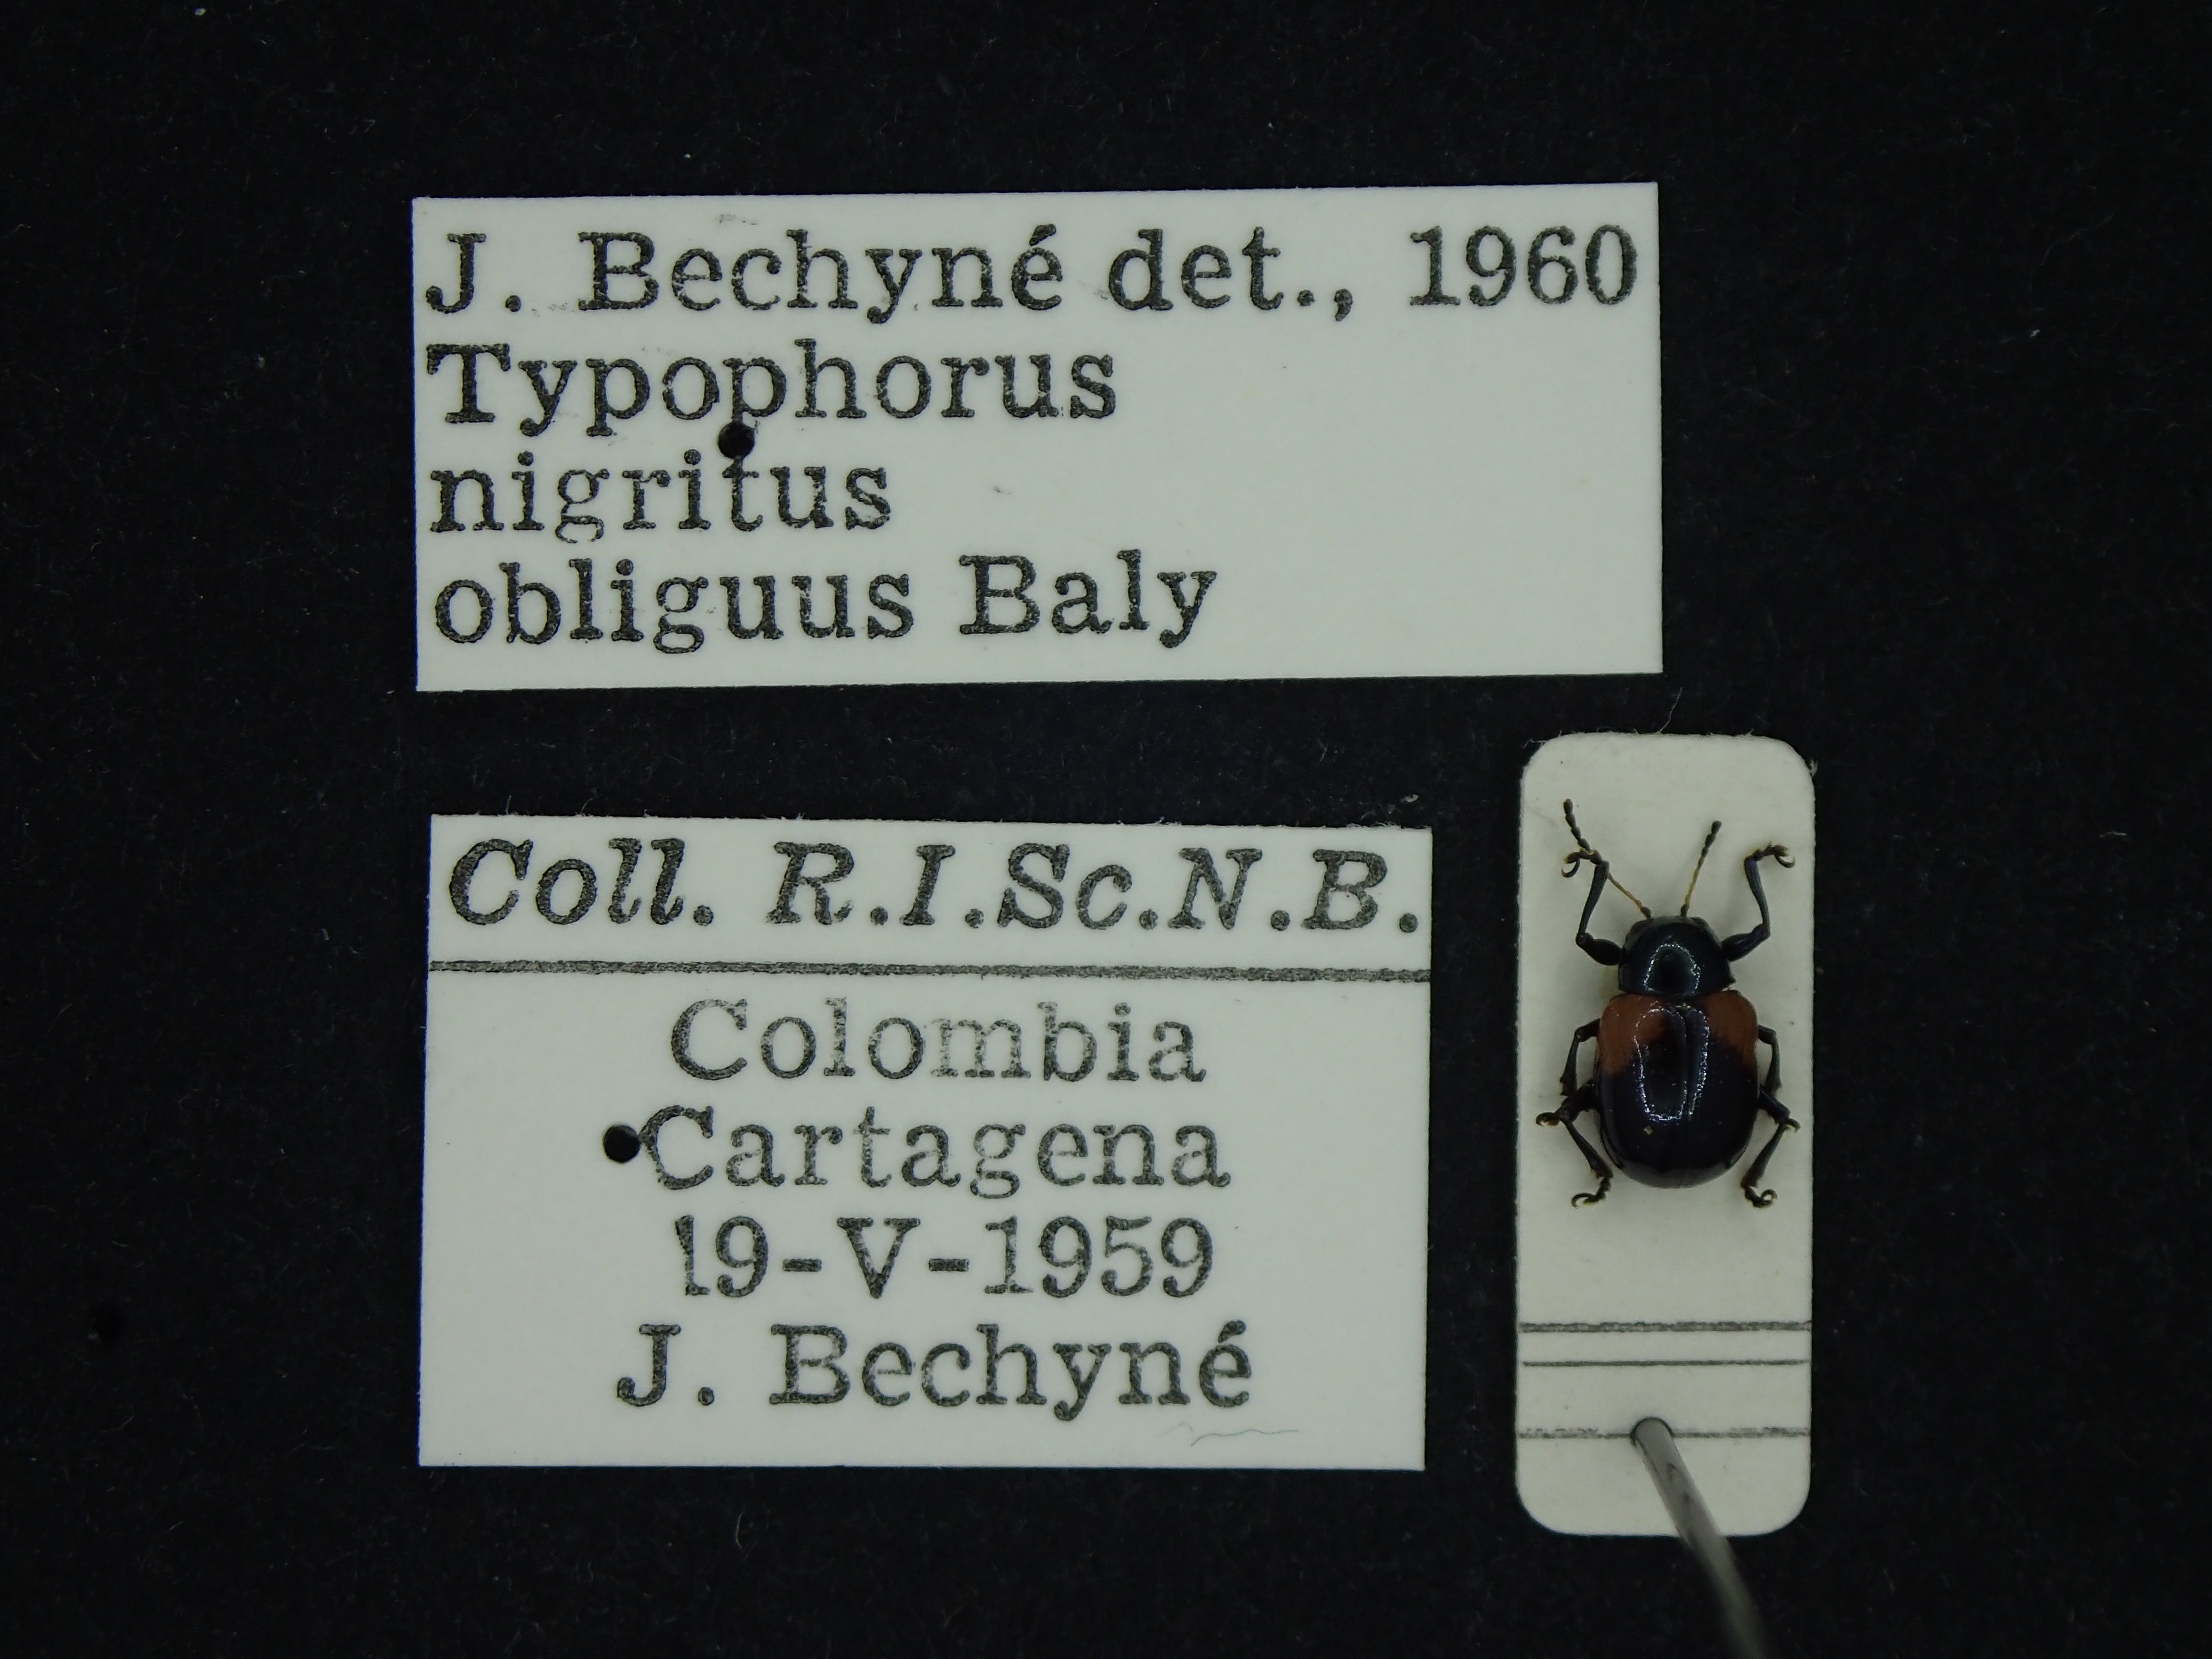 J. Bechyné det., 1960
Typophorus
nigritus
obliguus Baly
Coll. R.I.Sc.N.B.
Colombia
Cartagena
19-V-1959
J. Bechyné